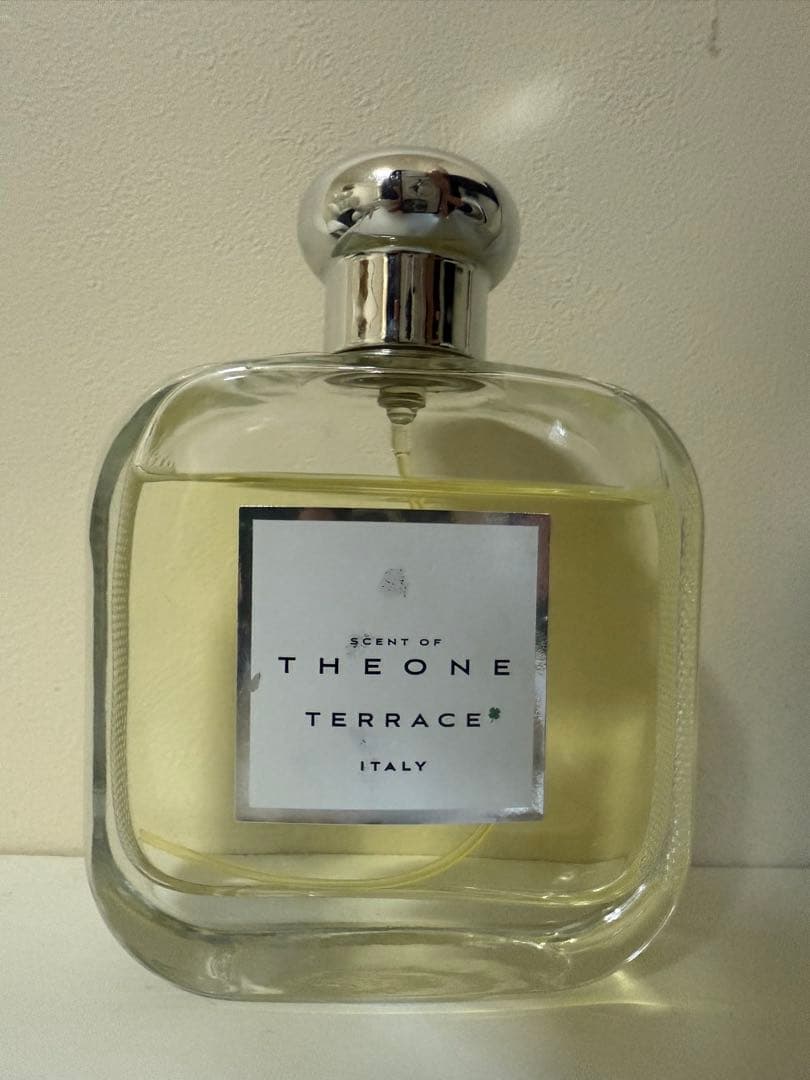 SCENT OF
THEONE
TERRACE
ITALY